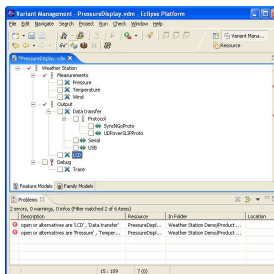 Variant Management - PressureDisplay.vdm - Eclipse Platform
File Edit Navigate Search Project Run Check Window Help
Variant Mana...
Resource
*PressureDisplay.vdm
Weather Station
Measurements
Pressure
Temperature
Wind
Output
Data transfer
Protocol
SyncNGoProto
UDPoverSLIPProto
Serial
USB
LCD
Debug
Trace
Feature Models Family Models
Problems
2 errors, 0 warnings, 0 infos (Filter matched 2 of 6 items)
Description Resource In Folder Location
open or alternatives are 'LCD', 'Data transfer' PressureDispl... Weather Station Demo/Product ...
open or alternatives are 'Pressure', 'Temper... PressureDispl... Weather Station Demo/Product ...
15 : 109 7 (0)